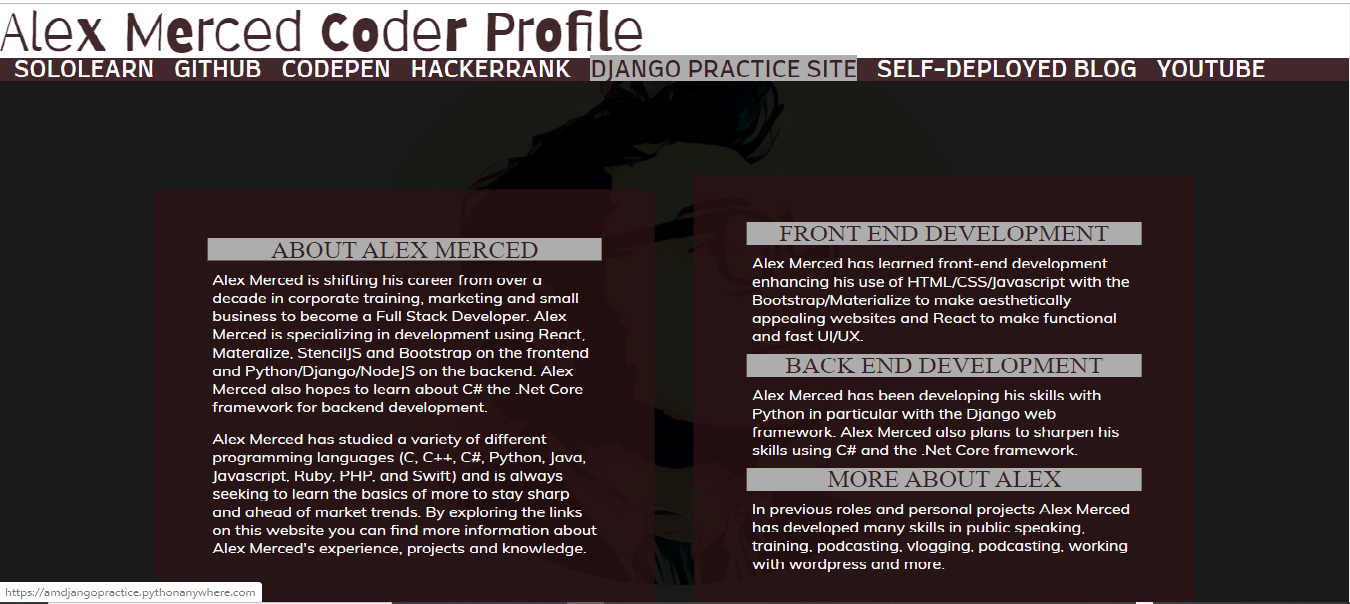 Alex Merced Coder Profile
SOLOLEARN GITHUB CODEPEN HACKERRANK DJANGO PRACTICE SITE SELF-DEPLOYED BLOG YOUTUBE
ABOUT ALEX MERCED
Alex Merced is shifting his career from over a
decade in corporate training, marketing and small
business to become a Full Stack Developer. Alex
Merced is specializing in development using React,
Materalize, StencilJS and Bootstrap on the frontend
and Python/Django/NodeJS on the backend. Alex
Merced also hopes to learn about C# the .Net Core
framework for backend development.
Alex Merced has studied a variety of different
programming languages (C, C++, C#, Python, Java,
Javascript, Ruby, PHP, and Swift) and is always
seeking to learn the basics of more to stay sharp
and ahead of market trends. By exploring the links
on this website you can find more information about
Alex Merced's experience, projects and knowledge.
FRONT END DEVELOPMENT
Alex Merced has learned front-end development
enhancing his use of HTML/CSS/Javascript with the
Bootstrap/Materialize to make aesthetically
appealing websites and React to make functional
and fast UI/UX.
BACK END DEVELOPMENT
Alex Merced has been developing his skills with
Python in particular with the Django web
framework. Alex Merced also plans to sharpen his
skills using C# and the .Net Core framework.
MORE ABOUT ALEX
In previous roles and personal projects Alex Merced
has developed many skills in public speaking,
training, podcasting, vlogging, podcasting, working
with wordpress and more.
https://amdjangopractice.pythonanywhere.com